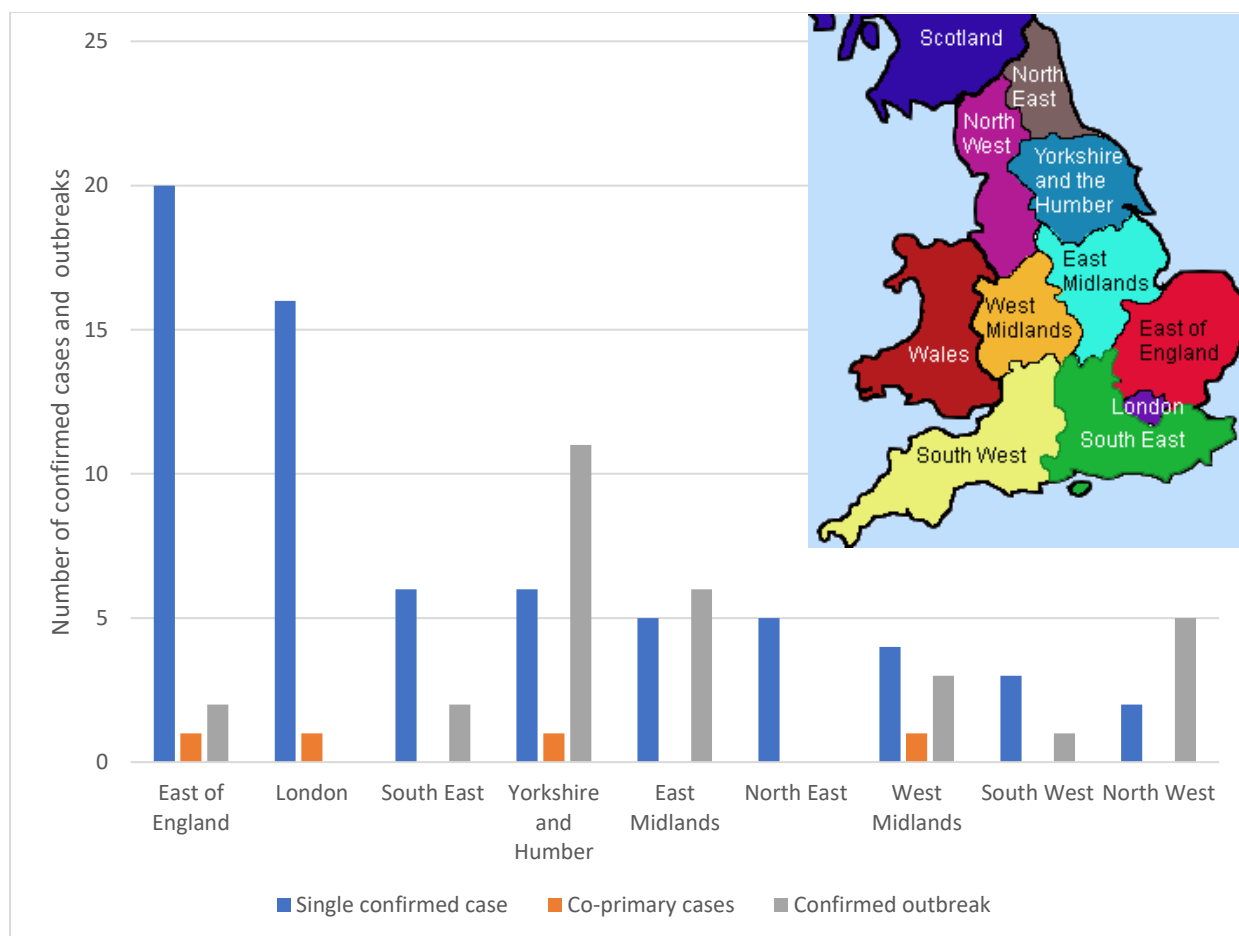 Number of confirmed cases and outbreaks
25
20
15
10
5
0
East of
England
London
South East
Yorkshire
and
Humber
East
Midlands
North East
West
Midlands
South West
North West
Single confirmed case
Co-primary cases
Confirmed outbreak
Scotland
North
East
North
West
Yorkshire
and the
Humber
East
Midlands
West
Midlands
Wales
East of
England
London
South East
South West